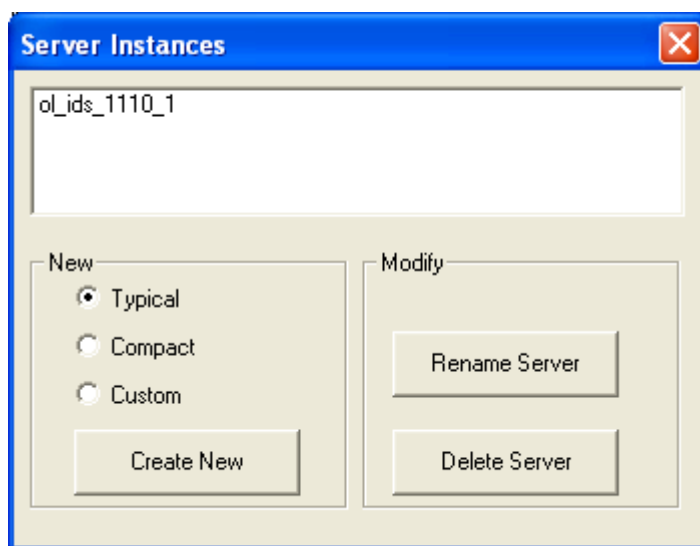 Server Instances
ol_ids_1110_1
New
Typical
Compact
Custom
Create New
Modify
Rename Server
Delete Server